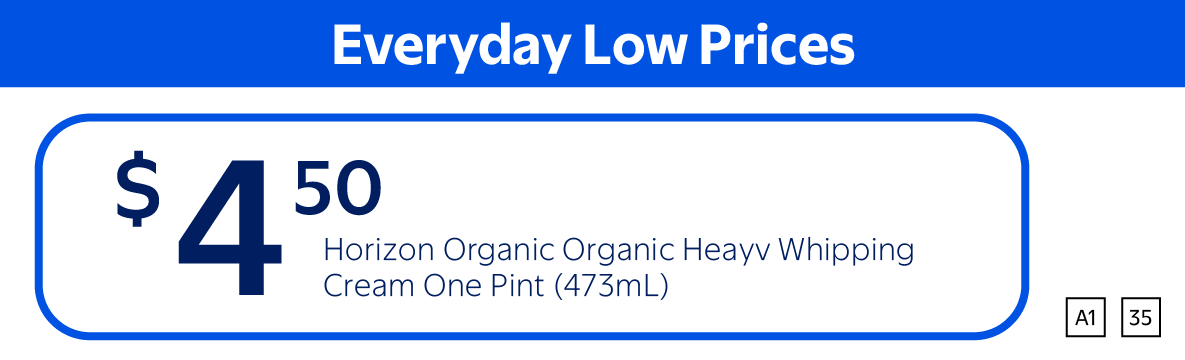 Everyday Low Prices
$4 50
Horizon Organic Organic Heayv Whipping
Cream One Pint (473mL)
A1 35